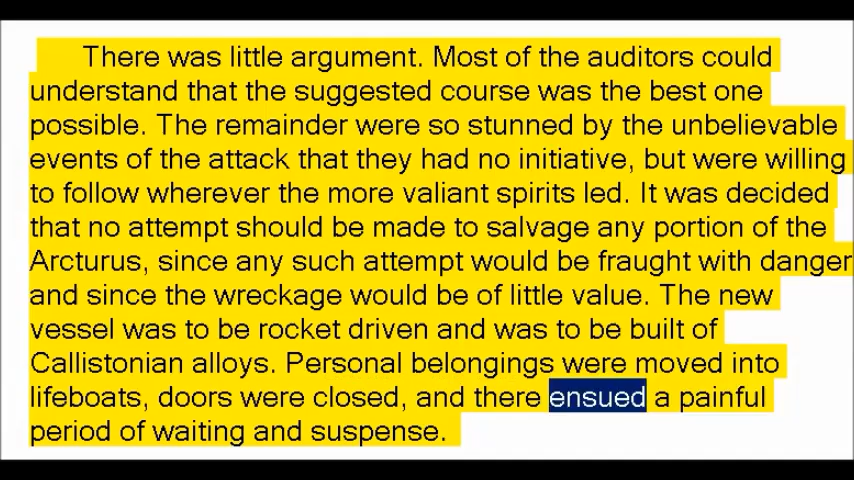 There was little argument. Most of the auditors could
understand that the suggested course was the best one
possible. The remainder were so stunned by the unbelievable
events of the attack that they had no initiative, but were willing
to follow wherever the more valiant spirits led. It was decided
that no attempt should be made to salvage any portion of the
Arcturus, since any such attempt would be fraught with danger
and since the wreckage would be of little value. The new
vessel was to be rocket driven and was to be built of
Callistonian alloys. Personal belongings were moved into
lifeboats, doors were closed, and there ensued a painful
period of waiting and suspense.